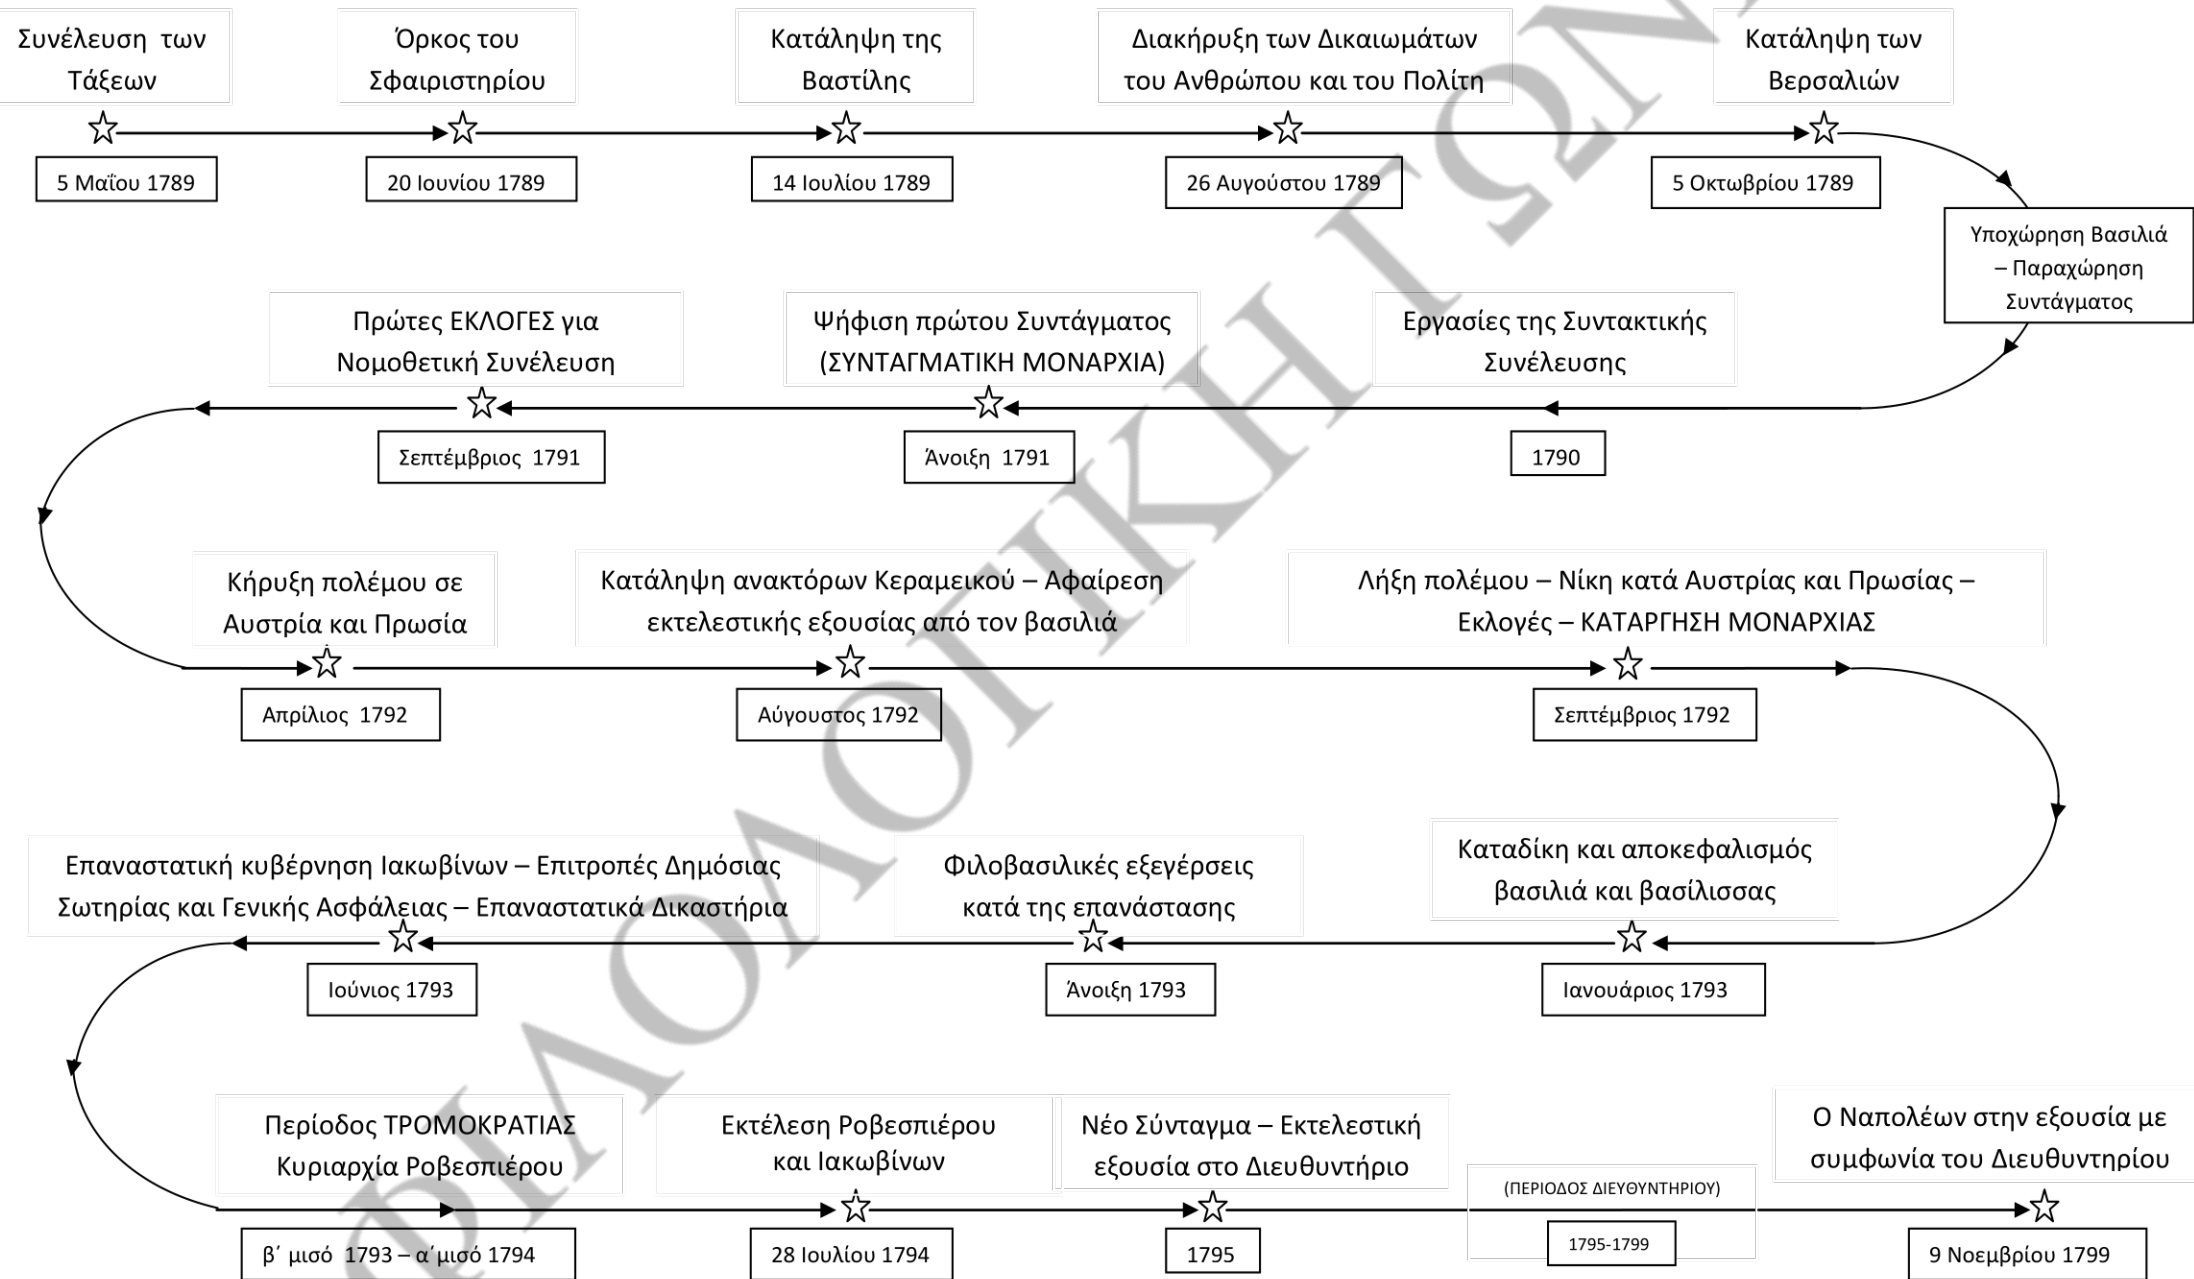 Συνέλευση των
Τάξεων
Όρκος του
Σφαιριστηρίου
Κατάληψη της
Βαστίλης
Διακήρυξη των Δικαιωμάτων
του Ανθρώπου και του Πολίτη
Κατάληψη των
Βερσαλιών
5 Μαΐου 1789
20 Ιουνίου 1789
14 Ιουλίου 1789
26 Αυγούστου 1789
5 Οκτωβρίου 1789
Υποχώρηση Βασιλιά
– Παραχώρηση
Συντάγματος
Εργασίες της Συντακτικής
Συνέλευσης
Ψήφιση πρώτου Συντάγματος
(ΣΥΝΤΑΓΜΑΤΙΚΗ ΜΟΝΑΡΧΙΑ)
Πρώτες ΕΚΛΟΓΕΣ για
Νομοθετική Συνέλευση
1790
Άνοιξη 1791
Σεπτέμβριος 1791
Κήρυξη πολέμου σε
Αυστρία και Πρωσία
Κατάληψη ανακτόρων Κεραμεικού – Αφαίρεση
εκτελεστικής εξουσίας από τον βασιλιά
Λήξη πολέμου – Νίκη κατά Αυστρίας και Πρωσίας –
Εκλογές – ΚΑΤΑΡΓΗΣΗ ΜΟΝΑΡΧΙΑΣ
Απρίλιος 1792
Αύγουστος 1792
Σεπτέμβριος 1792
Καταδίκη και αποκεφαλισμός
βασιλιά και βασίλισσας
Φιλοβασιλικές εξεγέρσεις
κατά της επανάστασης
Επαναστατική κυβέρνηση Ιακωβίνων – Επιτροπές Δημόσιας
Σωτηρίας και Γενικής Ασφάλειας – Επαναστατικά Δικαστήρια
Ιανουάριος 1793
Άνοιξη 1793
Ιούνιος 1793
Περίοδος ΤΡΟΜΟΚΡΑΤΙΑΣ
Κυριαρχία Ροβεσπιέρου
Εκτέλεση Ροβεσπιέρου
και Ιακωβίνων
Νέο Σύνταγμα – Εκτελεστική
εξουσία στο Διευθυντήριο
(ΠΕΡΙΟΔΟΣ ΔΙΕΥΘΥΝΤΗΡΙΟΥ)
Ο Ναπολέων στην εξουσία με
συμφωνία του Διευθυντηρίου
β΄ μισό 1793 – α΄μισό 1794
28 Ιουλίου 1794
1795
1795-1799
9 Νοεμβρίου 1799
ΦΙΛΟΛΟΓΙΚΗ